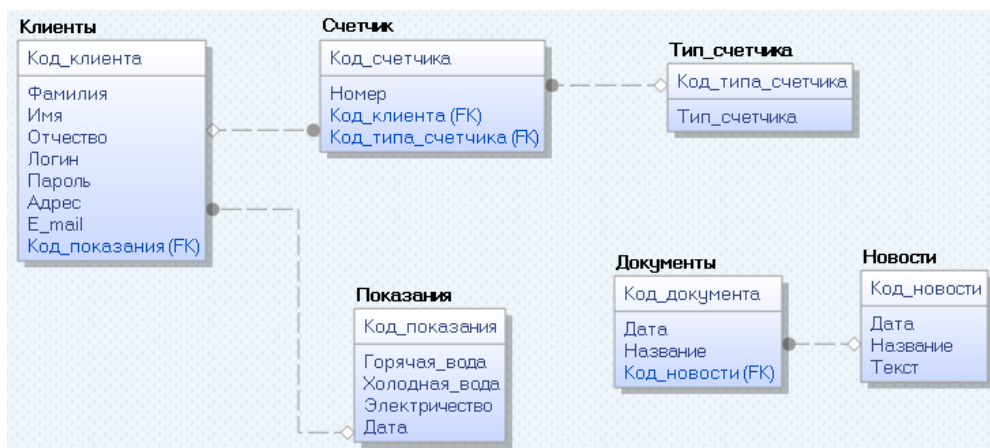 Клиенты
Код_клиента
Фамилия
Имя
Отчество
Логин
Пароль
Адрес
E_mail
Код_показания (FK)
Счетчик
Код_счетчика
Номер
Код_клиента (FK)
Код_типа_счетчика (FK)
Тип_счетчика
Код_типа_счетчика
Тип_счетчика
Показания
Код_показания
Горячая_вода
Холодная_вода
Электричество
Дата
Документы
Код_документа
Дата
Название
Код_новости (FK)
Новости
Код_новости
Дата
Название
Текст